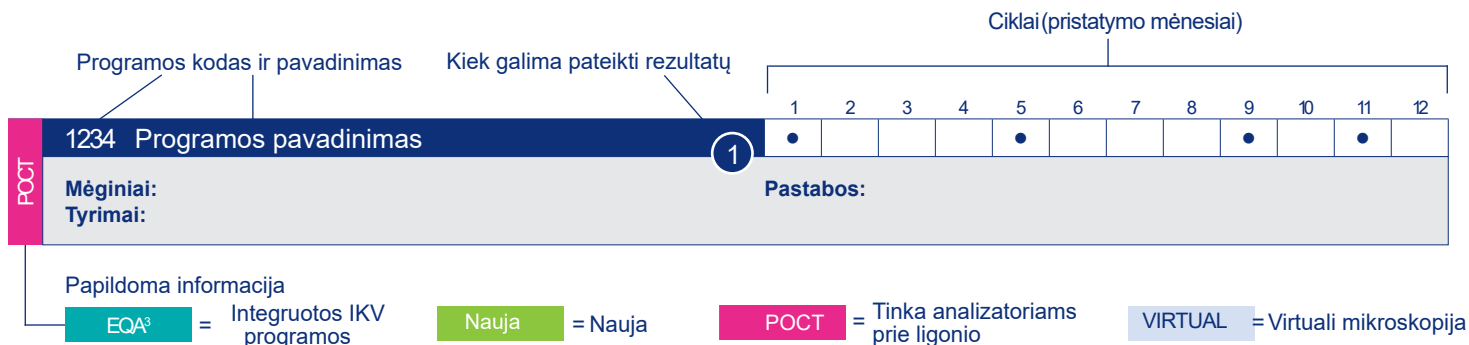 Ciklai (pristatymo mėnesiai)
Programos kodas ir pavadinimas
Kiek galima pateikti rezultatų
1 2 3 4 5 6 7 8 9 10 11 12
1234 Programos pavadinimas
1
POCT
Mėginiai:
Pastabos:
Tyrimai:
Papildoma informacija
EQA³ = Integruotos IKV
programos
Nauja = Nauja
POCT = Tinka analizatoriams
prie ligonio
VIRTUAL = Virtuali mikroskopija